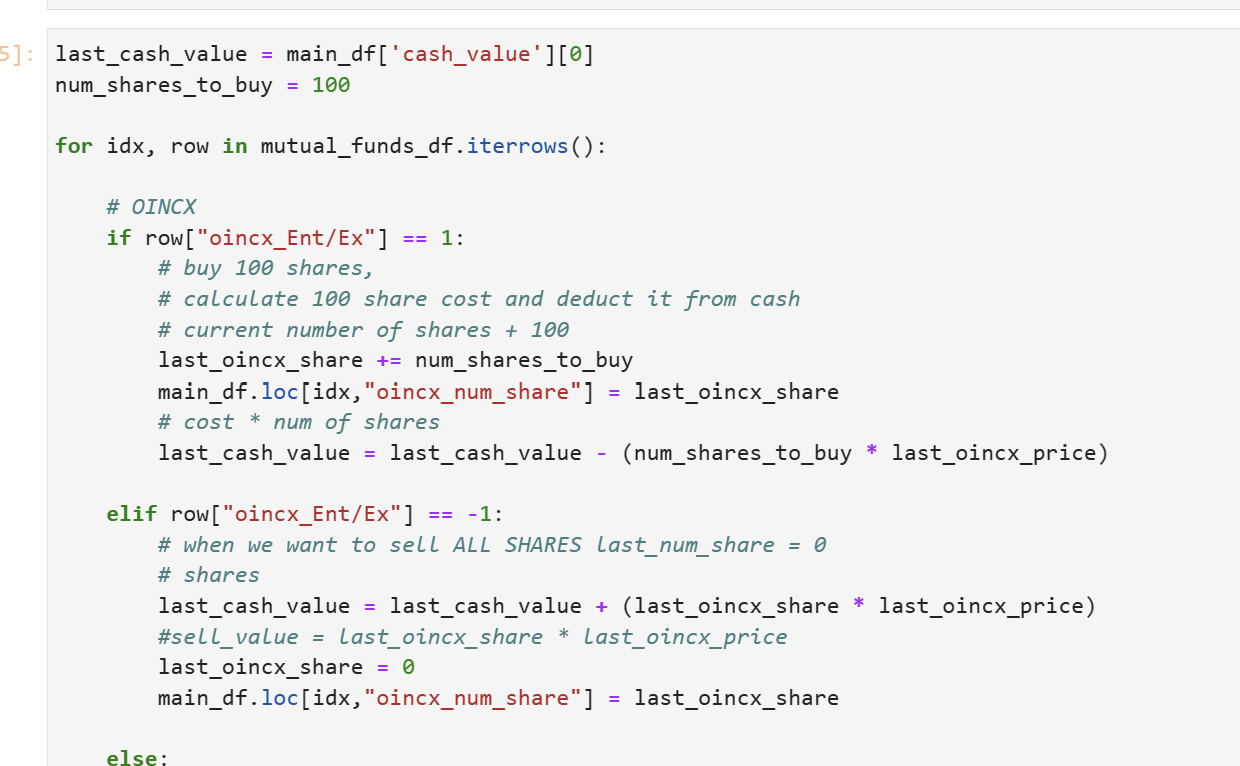 5]:
last_cash_value = main_df['cash_value'][0]
num_shares_to_buy = 100
for idx, row in mutual_funds_df.iterrows():
# OINCX
if row["oincx_Ent/Ex"] == 1:
# buy 100 shares,
# calculate 100 share cost and deduct it from cash
# current number of shares + 100
last_oincx_share += num_shares_to_buy
main_df.loc[idx,"oincx_num_share"] = last_oincx_share
# cost * num of shares
last_cash_value = last_cash_value - (num_shares_to_buy * last_oincx_price)
elif row["oincx_Ent/Ex"] == -1:
# when we want to sell ALL SHARES last_num_share = 0
# shares
last_cash_value = last_cash_value + (last_oincx_share * last_oincx_price)
#sell_value = last_oincx_share * last_oincx_price
last_oincx_share = 0
main_df.loc[idx,"oincx_num_share"] = last_oincx_share
else: